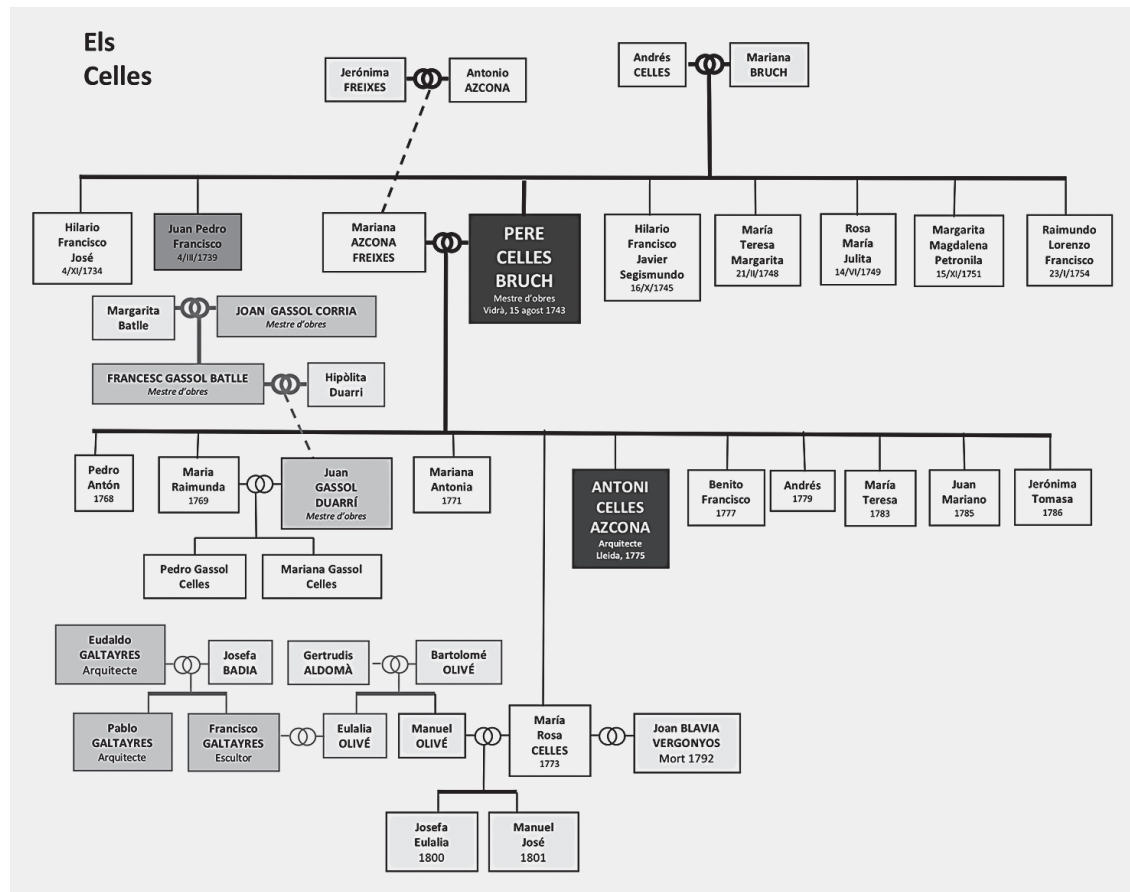 Els
Celles
Jerónima
FREIXES
Antonio
AZCONA
Andrés
CELLES
Mariana
BRUCH
Hilario
Francisco
José
4/XI/1734
Juan Pedro
Francisco
4/III/1739
Mariana
AZCONA
FREIXES
PERE
CELLES
BRUCH
Mestre d'obres
Vidrà, 15 agost 1743
Hilario
Francisco
Javier
Segismundo
16/X/1745
María
Teresa
Margarita
21/II/1748
Rosa
María
Julita
14/VI/1749
Margarita
Magdalena
Petronila
15/XI/1751
Raimundo
Lorenzo
Francisco
23/I/1754
Margarita
Batlle
JOAN GASSOL CORRIA
Mestre d'obres
FRANCESC GASSOL BATLLE
Mestre d'obres
Hipòlita
Duarri
Pedro
Antón
1768
Maria
Raimunda
1769
Juan
GASSOL
DUARRÍ
Mestre d'obres
Mariana
Antonia
1771
ANTONI
CELLES
AZCONA
Arquitecte
Lleida, 1775
Benito
Francisco
1777
Andrés
1779
María
Teresa
1783
Juan
Mariano
1785
Jerónima
Tomasa
1786
Pedro Gassol
Celles
Mariana Gassol
Celles
Eudaldo
GALTAYRES
Arquitecte
Josefa
BADIA
Gertrudis
ALDOMÀ
Bartolomé
OLIVÉ
Pablo
GALTAYRES
Arquitecte
Francisco
GALTAYRES
Escultor
Eulalia
OLIVÉ
Manuel
OLIVÉ
María
Rosa
CELLES
1773
Joan BLAVIA
VERGONYOS
Mort 1792
Josefa
Eulalia
1800
Manuel
José
1801